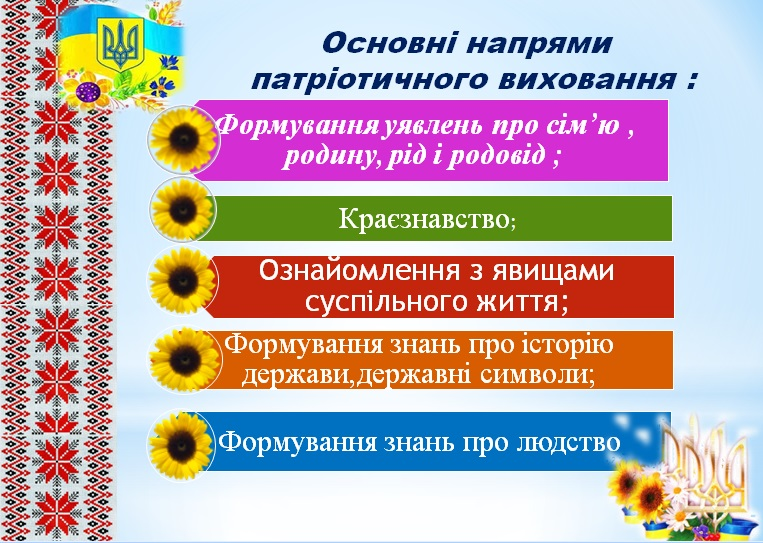 Основні напрями
патріотичного виховання :
Формування уявлень про сім’ю ,
родину, рід і родовід ;
Краєзнавство;
Ознайомлення з явищами
суспільного життя;
Формування знань про історію
держави,державні символи;
Формування знань про людство